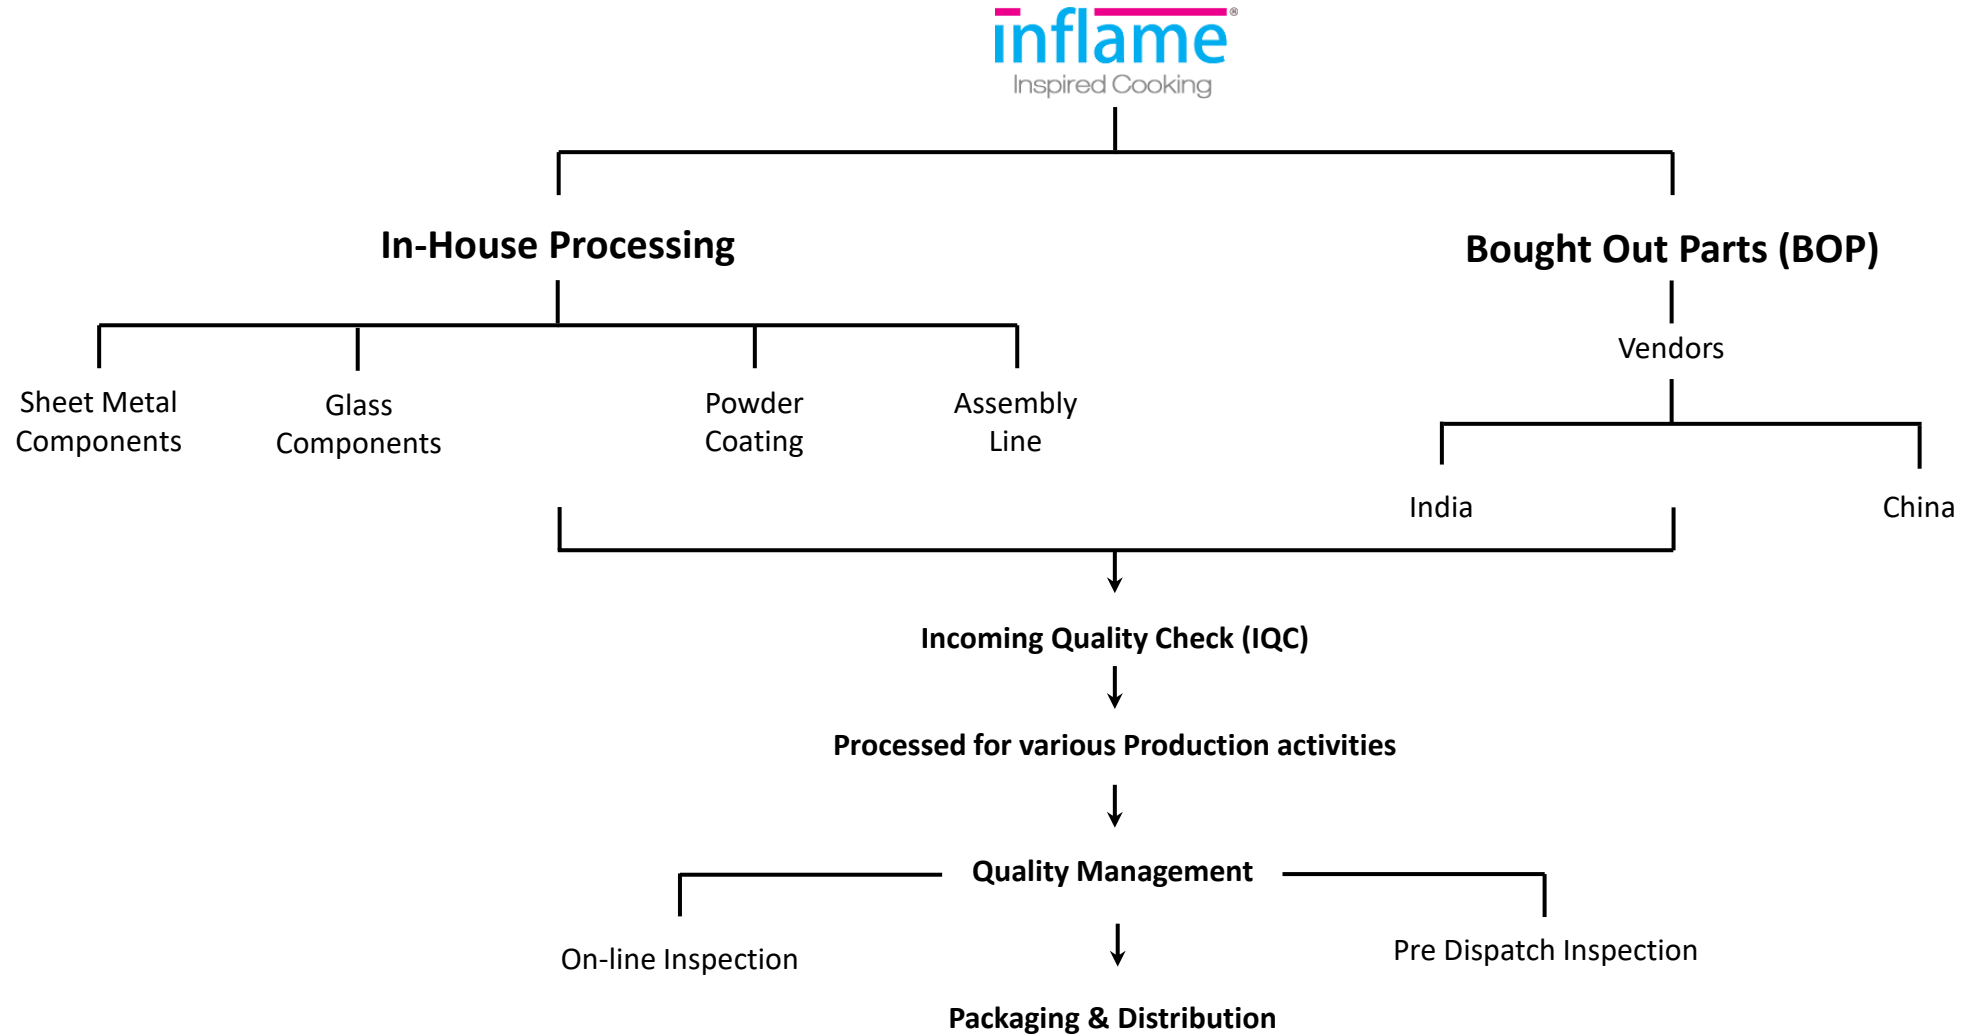 inflame®
Inspired Cooking
In-House Processing
Bought Out Parts (BOP)
Vendors
Sheet Metal
Components
Glass
Components
Powder
Coating
Assembly
Line
India
China
Incoming Quality Check (IQC)
Processed for various Production activities
Quality Management
On-line Inspection
Pre Dispatch Inspection
Packaging & Distribution